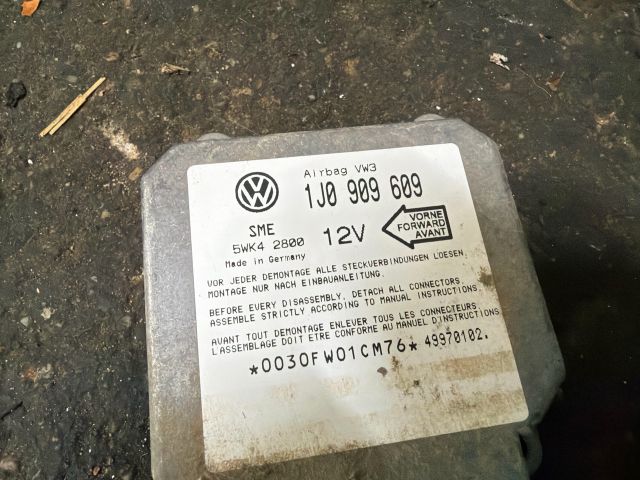 Airbag VW3
1J0 909 609
SME
5WK4 2800
12V
VORNE
FORWARD
AVANT
Made in Germany
VOR JEDER DEMONTAGE ALLE STECKVERBINDUNGEN LOESEN,
MONTAGE NUR NACH EINBAUANLEITUNG.
BEFORE EVERY DISASSEMBLY, DETACH ALL CONNECTORS
ASSEMBLE STRICTLY ACCORDING TO MANUAL INSTRUCTIONS
AVANT TOUT DEMONTAGE ENLEVER TOUS LES CONNECTEURS,
L'ASSEMBLAGE DOIT ETRE CONFORME AU MANUEL D'INSTRUCTIONS
*0030FW01CM76* 49970102.